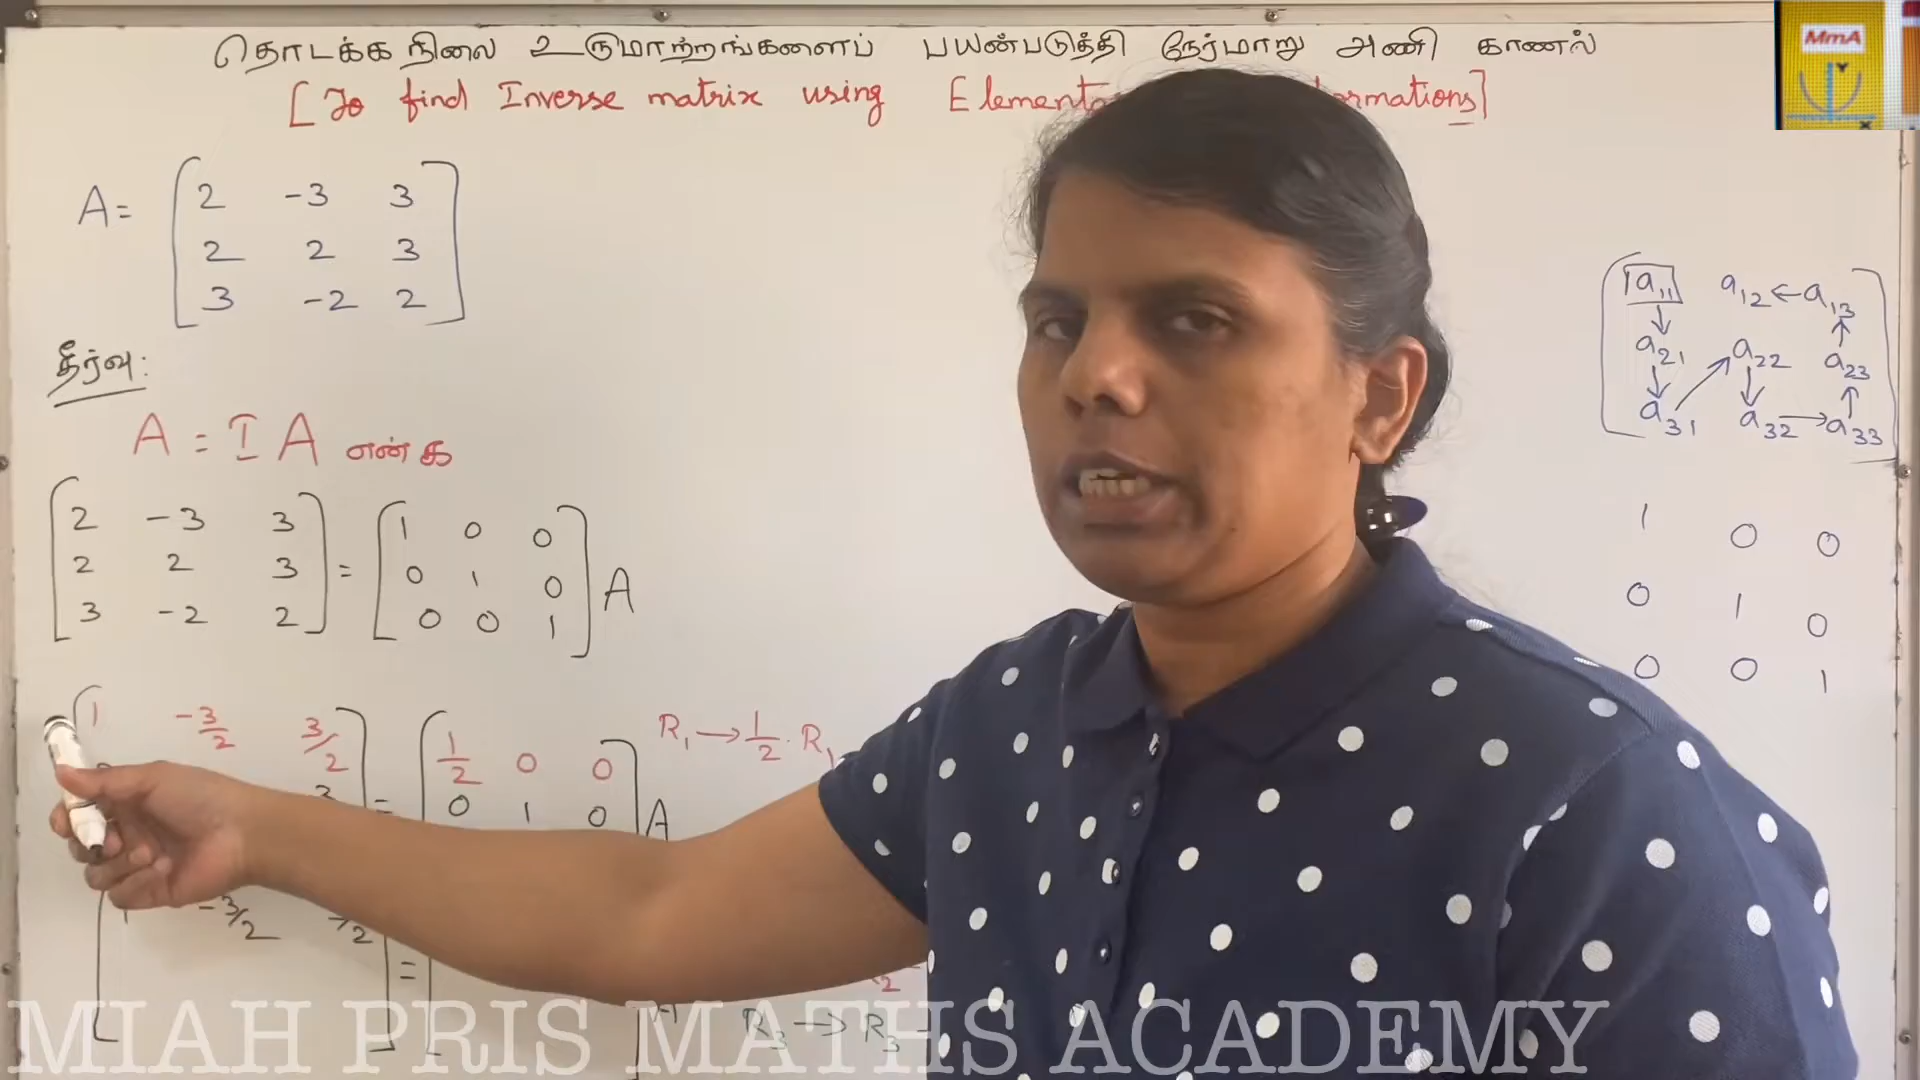 தொடக்க நிலை உருமாற்றங்களைப் பயன்படுத்தி நேர்மாறு அணி காணல்
[To find Inverse matrix using
MmA
Y
X
A = [ 2 -3 3
2 2 3
3 -2 2 ]
தீர்வு:
A = I A என்க
[ 2 -3 3 = [ 1 0 0
2 2 3 0 1 0 A
3 -2 2 ] 0 0 1 ]
[ 1 -3/2 3/2 ] = [ 1/2 0 0 R₁ → 1/2 . R₁
0 1 0 ] A
-3/2
= A
R₃ → R₃ -
a₁₁ a₁₂ ← a₁₃
↓ ↑
a₂₁ a₂₂ a₂₃
↓ ↗ ↓ ↑
a₃₁ a₃₂ → a₃₃
1 0 0
0 1 0
0 0 1
MIAH PRIS MATHS ACADEMY